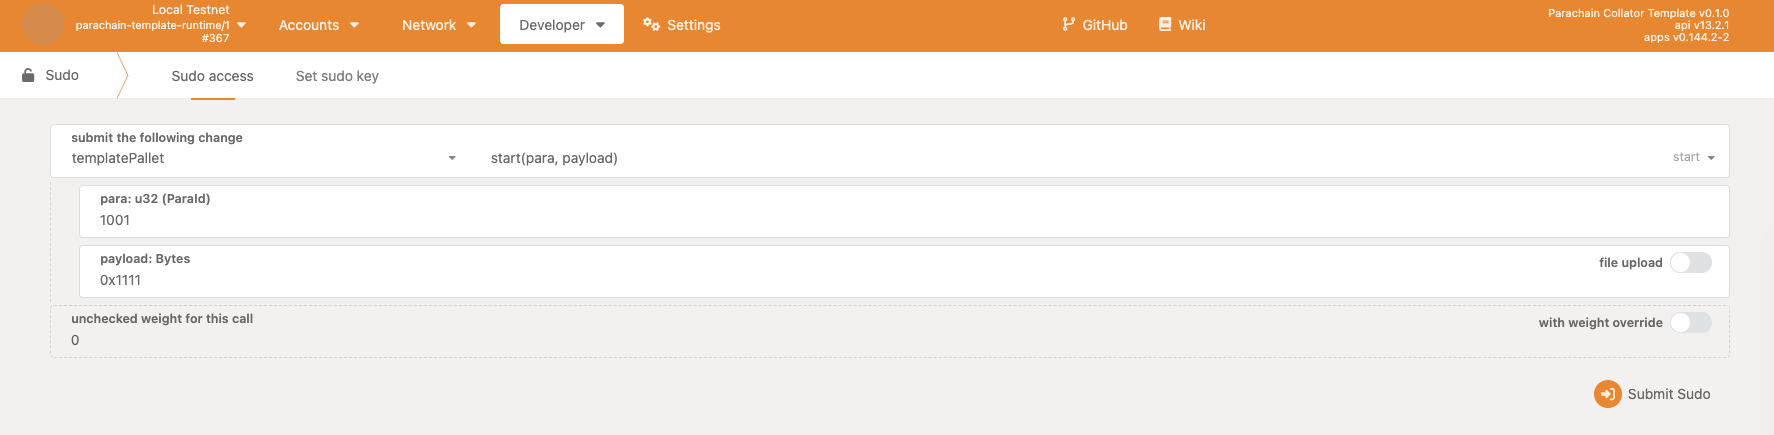 Local Testnet
parachain-template-runtime/1
#367
Accounts
Network
Developer
Settings
GitHub
Wiki
Parachain Collator Template v0.1.0
api v13.2.1
apps v0.144.2-2
Sudo
Sudo access
Set sudo key
submit the following change
templatePallet
start(para, payload)
start
para: u32 (ParaId)
1001
payload: Bytes
0x1111
file upload
unchecked weight for this call
0
with weight override
Submit Sudo